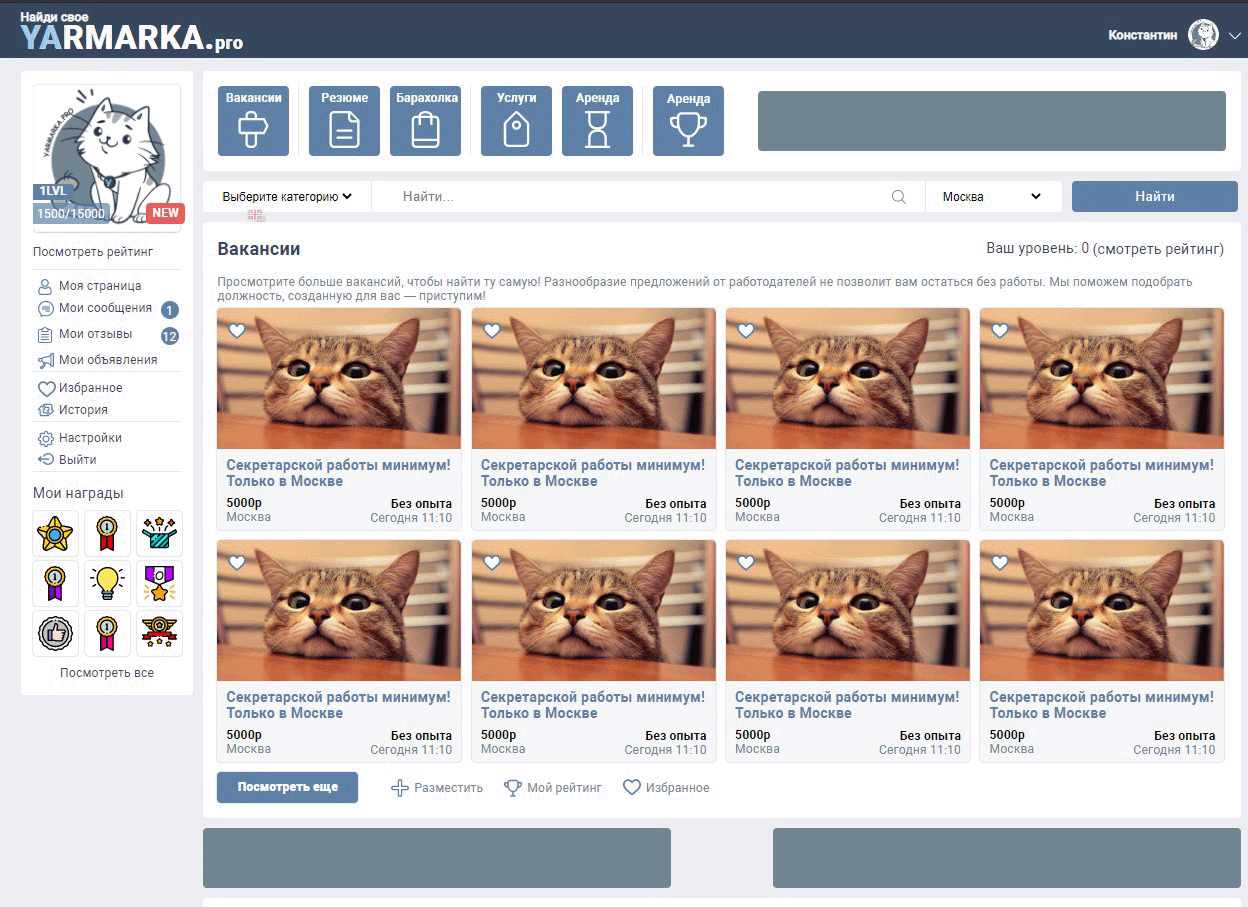 Найди свое
YARMARKA.pro
Константин
YARMARKA.PRO
1LVL
1500/15000
NEW
Посмотреть рейтинг
Моя страница
Мои сообщения 1
Мои отзывы 12
Мои объявления
Избранное
История
Настройки
Выйти
Мои награды
1
1
1
Посмотреть все
Вакансии Резюме Барахолка Услуги Аренда Аренда
Выберите категорию Найти... Москва Найти
Вакансии Ваш уровень: 0 (смотреть рейтинг)
Просмотрите больше вакансий, чтобы найти ту самую! Разнообразие предложений от работодателей не позволит вам остаться без работы. Мы поможем подобрать
должность, созданную для вас — приступим!
Секретарской работы минимум!
Только в Москве
5000р Без опыта
Москва Сегодня 11:10
Секретарской работы минимум!
Только в Москве
5000р Без опыта
Москва Сегодня 11:10
Секретарской работы минимум!
Только в Москве
5000р Без опыта
Москва Сегодня 11:10
Секретарской работы минимум!
Только в Москве
5000р Без опыта
Москва Сегодня 11:10
Секретарской работы минимум!
Только в Москве
5000р Без опыта
Москва Сегодня 11:10
Секретарской работы минимум!
Только в Москве
5000р Без опыта
Москва Сегодня 11:10
Секретарской работы минимум!
Только в Москве
5000р Без опыта
Москва Сегодня 11:10
Секретарской работы минимум!
Только в Москве
5000р Без опыта
Москва Сегодня 11:10
Посмотреть еще Разместить Мой рейтинг Избранное